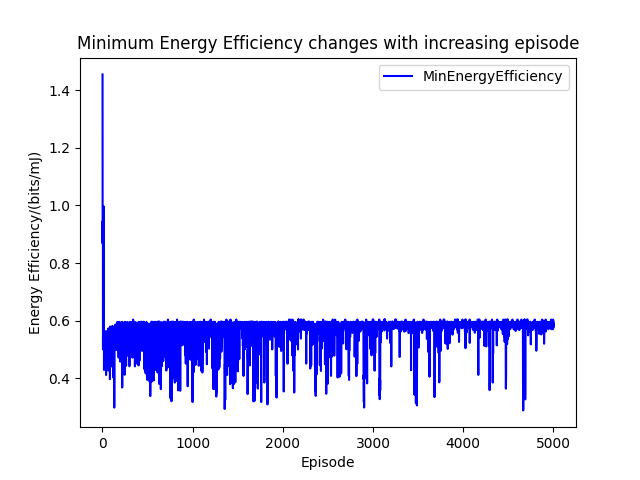 Minimum Energy Efficiency changes with increasing episode
MinEnergyEfficiency
1.4
1.2
1.0
0.8
0.6
0.4
Energy Efficiency/(bits/mJ)
0 1000 2000 3000 4000 5000
Episode